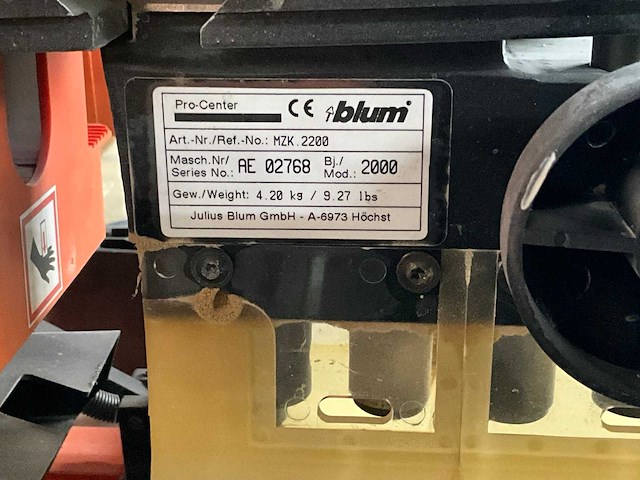 Pro-Center CE blum
Art.-Nr./Ref.-No.: MZK.2200
Masch.Nr/ Series No.: AE 02768 Bj./ Mod.: 2000
Gew./Weight: 4.20 kg / 9.27 lbs
Julius Blum GmbH - A-6973 Höchst